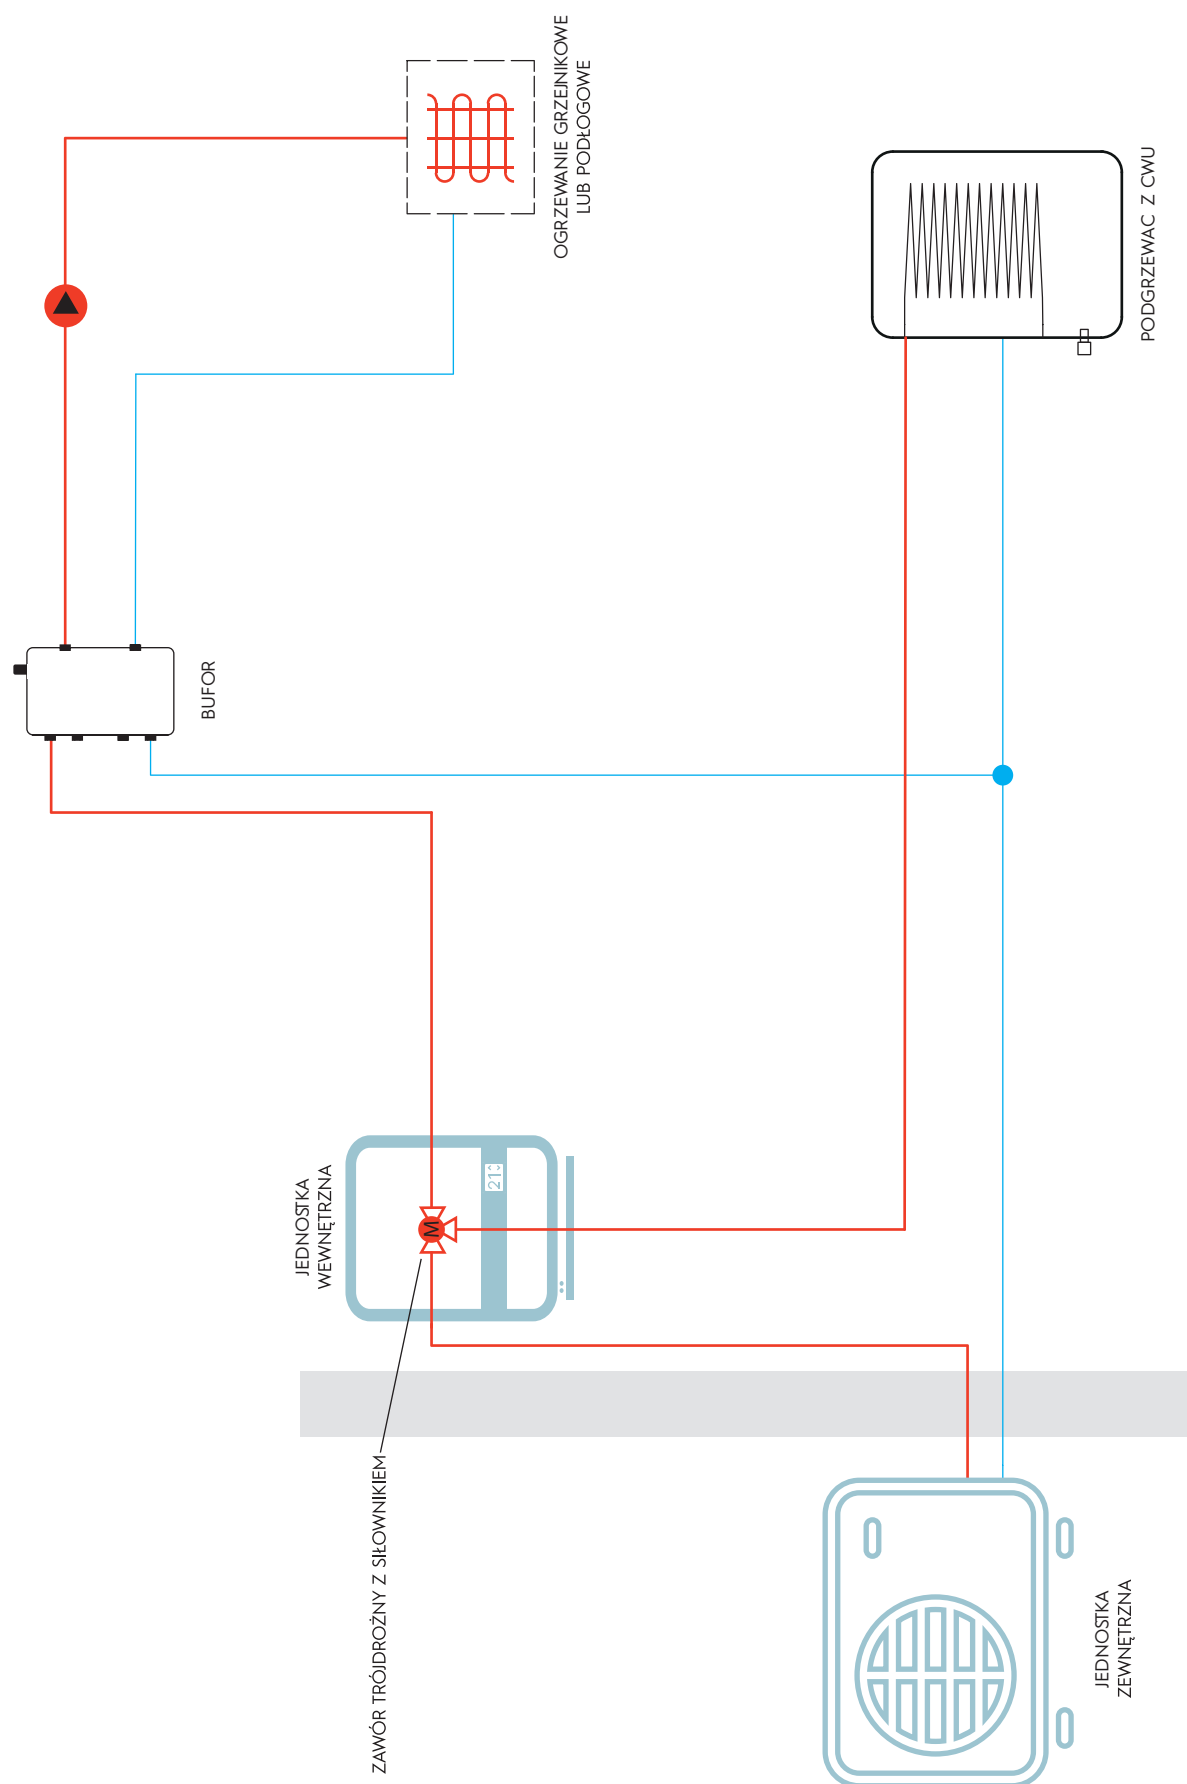 OGRZEWANIE GRZEJNIKOWE
LUB PODŁOGOWE
PODGRZEWAC Z CWU
BUFOR
JEDNOSTKA
WEWNĘTRZNA
21
M
ZAWÓR TRÓJDROŻNY Z SIŁOWNIKIEM
JEDNOSTKA
ZEWNĘTRZNA